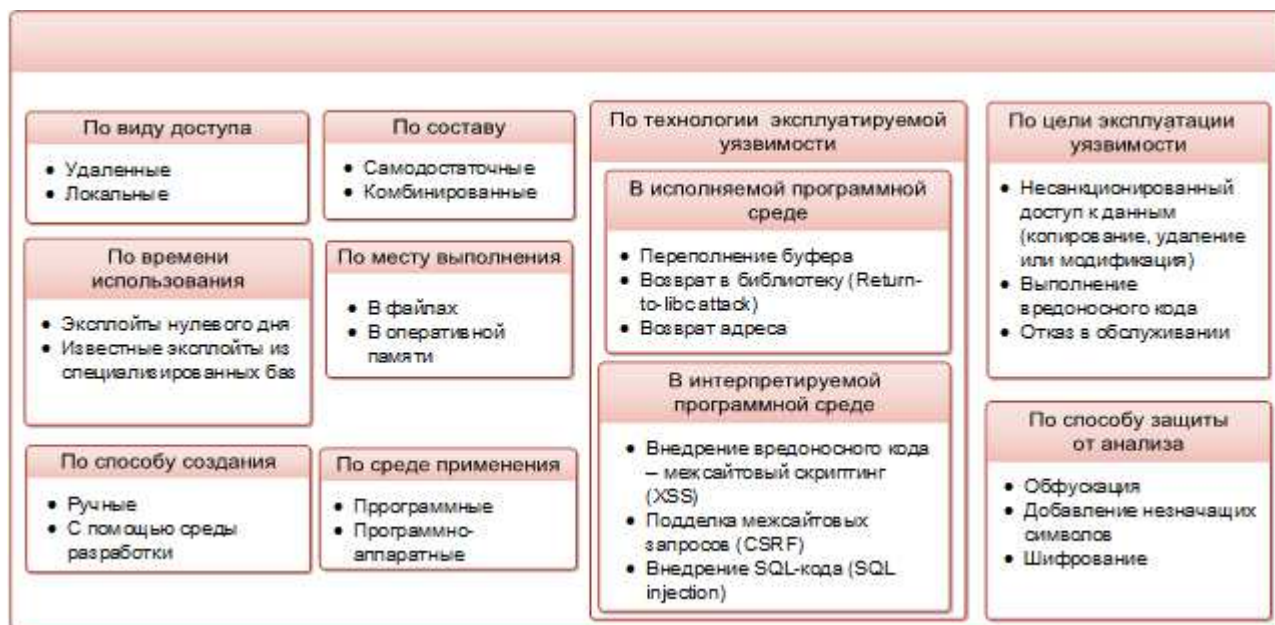 По виду доступа
• Удаленные
• Локальные
По составу
• Самодостаточные
• Комбинированные
По времени
использования
• Эксплойты нулевого дня
• Известные эксплойты из
специализированных баз
По месту выполнения
• В файлах
• В оперативной
памяти
По способу создания
• Ручные
• С помощью среды
разработки
По среде применения
• Пррограммные
• Программно-
аппаратные
По технологии эксплуатируемой
уязвимости
В исполняемой программной
среде
• Переполнение буфера
• Возврат в библиотеку (Return-
to-libc attack)
• Возврат адреса
В интерпретируемой
программной среде
• Внедрение вредоносного кода
– межсайтовый скриптинг
(XSS)
• Подделка межсайтовых
запросов (CSRF)
• Внедрение SQL-кода (SQL
injection)
По цели эксплуатации
уязвимости
• Несанкционированный
доступ к данным
(копирование, удаление
или модификация)
• Выполнение
вредоносного кода
• Отказ в обслуживании
По способу защиты
от анализа
• Обфускация
• Добавление незначащих
символов
• Шифрование